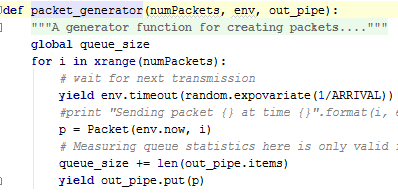 def packet_generator(numPackets, env, out_pipe):
"""A generator function for creating packets...."""
global queue_size
for i in xrange(numPackets):
# wait for next transmission
yield env.timeout(random.expovariate(1/ARRIVAL))
#print "Sending packet {} at time {}".format(i,
p = Packet(env.now, i)
# Measuring queue statistics here is only valid
queue_size += len(out_pipe.items)
yield out_pipe.put(p)